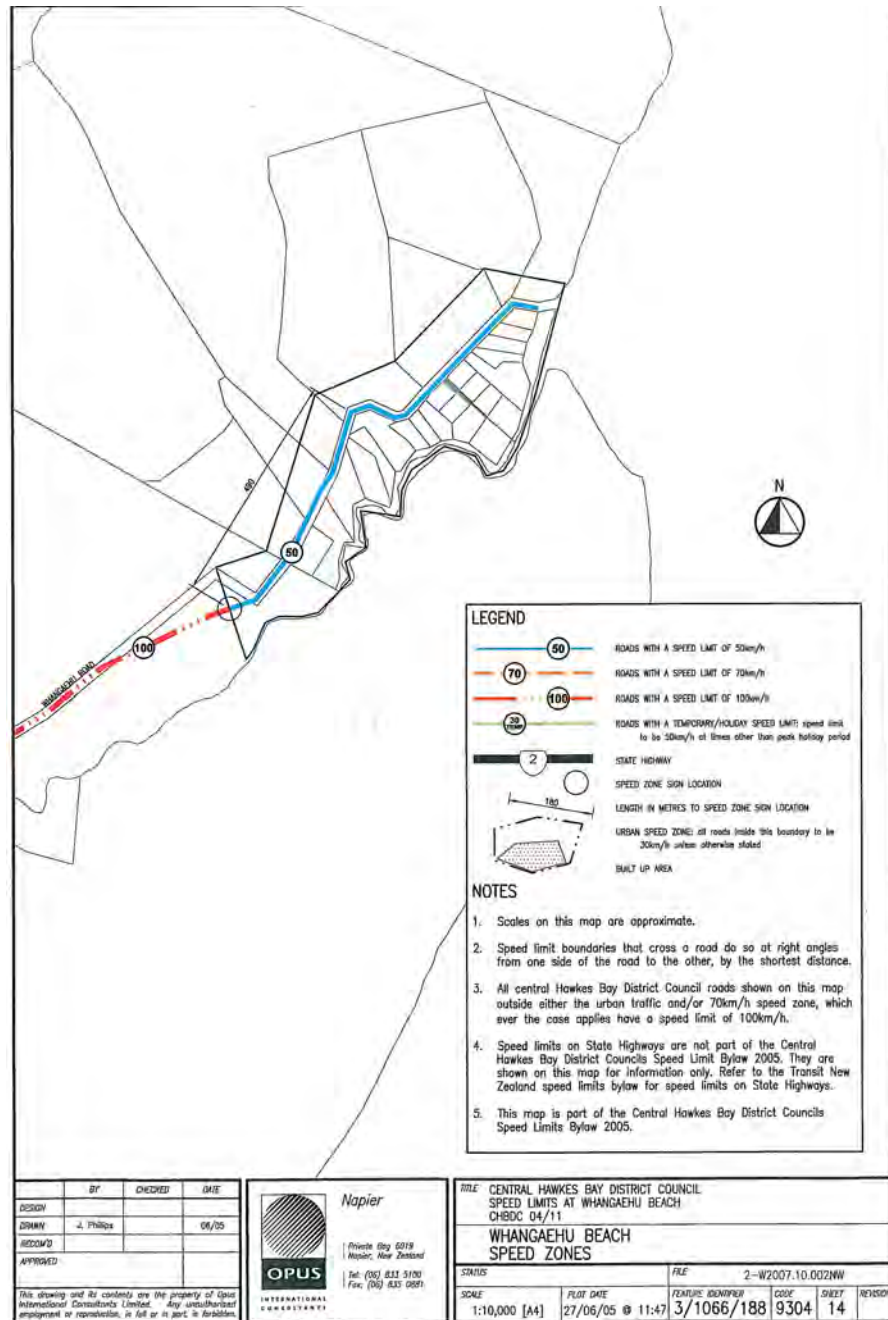 N
490
50
100
WHANGAEHU ROAD
LEGEND
50
ROADS WITH A SPEED LIMIT OF 50km/h
70
ROADS WITH A SPEED LIMIT OF 70km/h
100
ROADS WITH A SPEED LIMIT OF 100km/h
30
TEMP
ROADS WITH A TEMPORARY/HOLIDAY SPEED LIMIT: speed limit
to be 50km/h at times other than peak holiday period
2
STATE HIGHWAY
SPEED ZONE SIGN LOCATION
180
LENGTH IN METRES TO SPEED ZONE SIGN LOCATION
URBAN SPEED ZONE: all roads inside this boundary to be
50km/h unless otherwise stated
BUILT UP AREA
NOTES
1. Scales on this map are approximate.
2. Speed limit boundaries that cross a road do so at right angles
from one side of the road to the other, by the shortest distance.
3. All central Hawkes Bay District Council roads shown on this map
outside either the urban traffic and/or 70km/h speed zone, which
ever the case applies have a speed limit of 100km/h.
4. Speed limits on State Highways are not part of the Central
Hawkes Bay District Councils Speed Limit Bylaw 2005. They are
shown on this map for information only. Refer to the Transit New
Zealand speed limits bylaw for speed limits on State Highways.
5. This map is part of the Central Hawkes Bay District Councils
Speed Limits Bylaw 2005.
BY CHECKED DATE
DESIGN
DRAWN J. Phillips 06/05
RECOM'D
APPROVED
This drawing and its contents are the property of Opus
International Consultants Limited. Any unauthorised
employment or reproduction, in full or in part, is forbidden.
OPUS
INTERNATIONAL
CONSULTANTS
Napier
Private Bag 6019
Napier, New Zealand
Tel: (06) 833 5100
Fax: (06) 835 0881
TITLE CENTRAL HAWKES BAY DISTRICT COUNCIL
SPEED LIMITS AT WHANGAEHU BEACH
CHBDC 04/11
WHANGAEHU BEACH
SPEED ZONES
STATUS FILE 2-W2007.10.002NW
SCALE PLOT DATE FEATURE IDENTIFIER CODE SHEET REVISION
1:10,000 [A4] 27/06/05 @ 11:47 3/1066/188 9304 14